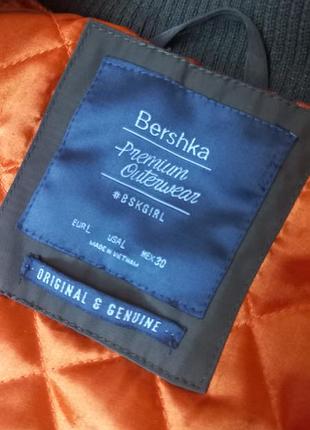 Bershka
Premium
Outerwear
#BSKGIRL
EUR L USA L MEX 30
MADE IN VIETNAM
ORIGINAL & GENUINE